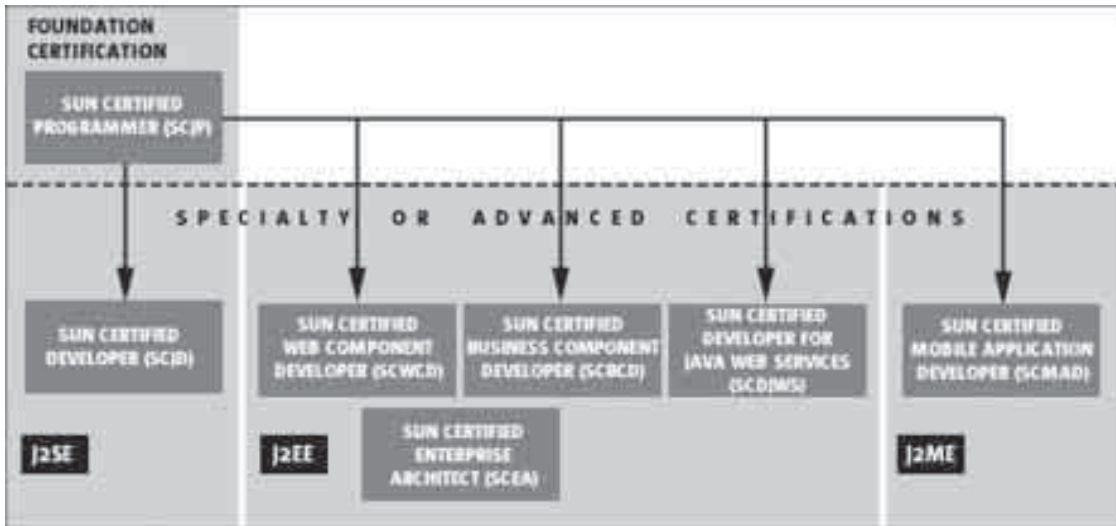 FOUNDATION
CERTIFICATION
SUN CERTIFIED
PROGRAMMER (SCJP)
SPECIALTY OR ADVANCED CERTIFICATIONS
SUN CERTIFIED
DEVELOPER (SCJD)
SUN CERTIFIED
WEB COMPONENT
DEVELOPER (SCWCD)
SUN CERTIFIED
BUSINESS COMPONENT
DEVELOPER (SCBCD)
SUN CERTIFIED
DEVELOPER FOR
JAVA WEB SERVICES
(SCDJWS)
SUN CERTIFIED
MOBILE APPLICATION
DEVELOPER (SCMAD)
J2SE
J2EE
SUN CERTIFIED
ENTERPRISE
ARCHITECT (SCEA)
J2ME